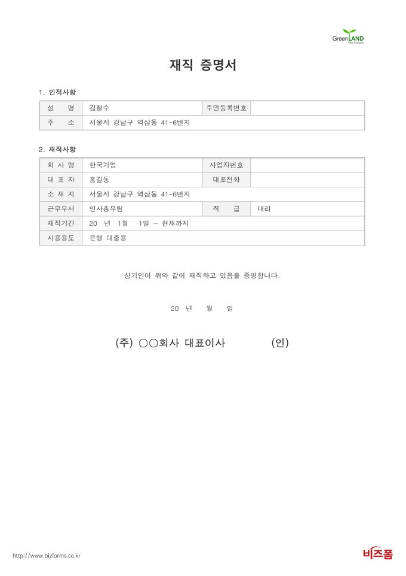 Green LAND
재직 증명서
1. 인적사항
성 명 김철수 주민등록번호
주 소 서울시 강남구 역삼동 41-6번지
2. 재직사항
회 사 명 한국기업 사업자번호
대 표 자 홍길동 대표전화
소 재 지 서울시 강남구 역삼동 41-6번지
근무부서 인사총무팀 직 급 대리
재직기간 20 년 1월 1일 ~ 현재까지
사용용도 은행 대출용
상기인이 위와 같이 재직하고 있음을 증명합니다.
20 년 월 일
(주) ○○회사 대표이사 (인)
http://www.bizforms.co.kr
비즈폼